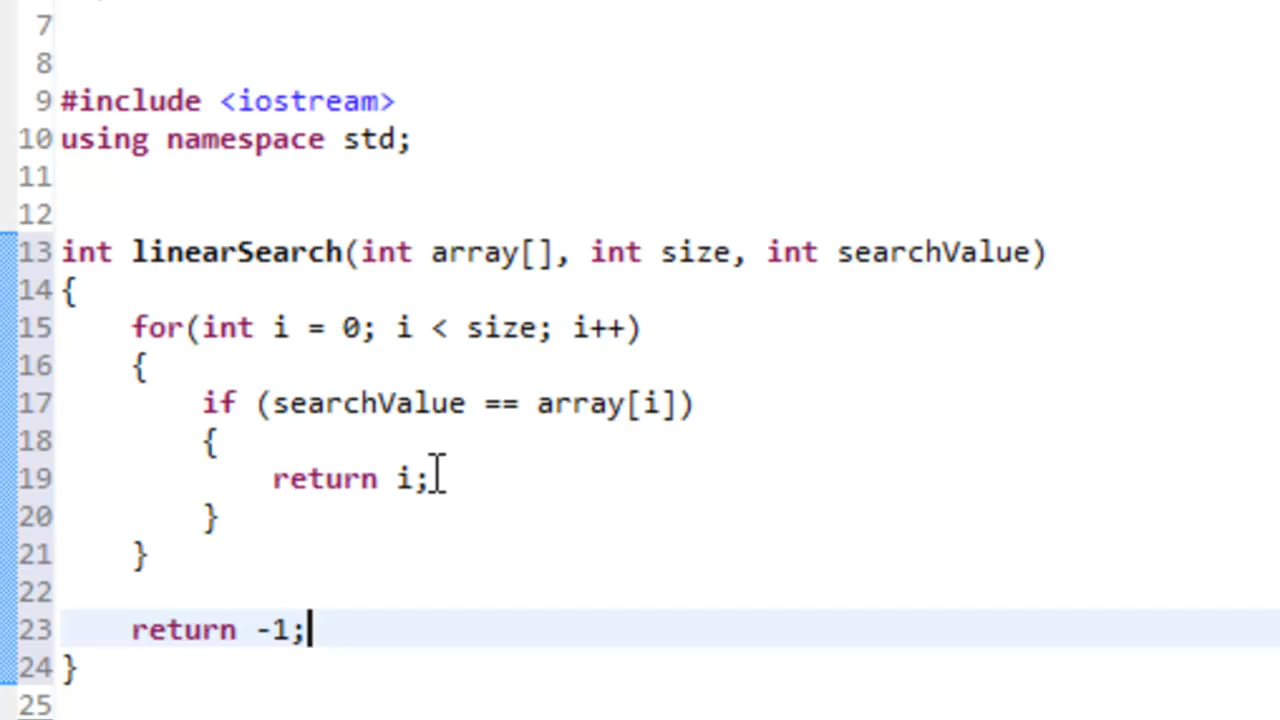 7
8
9 #include <iostream>
10 using namespace std;
11
12
13 int linearSearch(int array[], int size, int searchValue)
14 {
15     for(int i = 0; i < size; i++)
16     {
17         if (searchValue == array[i])
18         {
19             return i;
20         }
21     }
22
23     return -1;
24 }
25